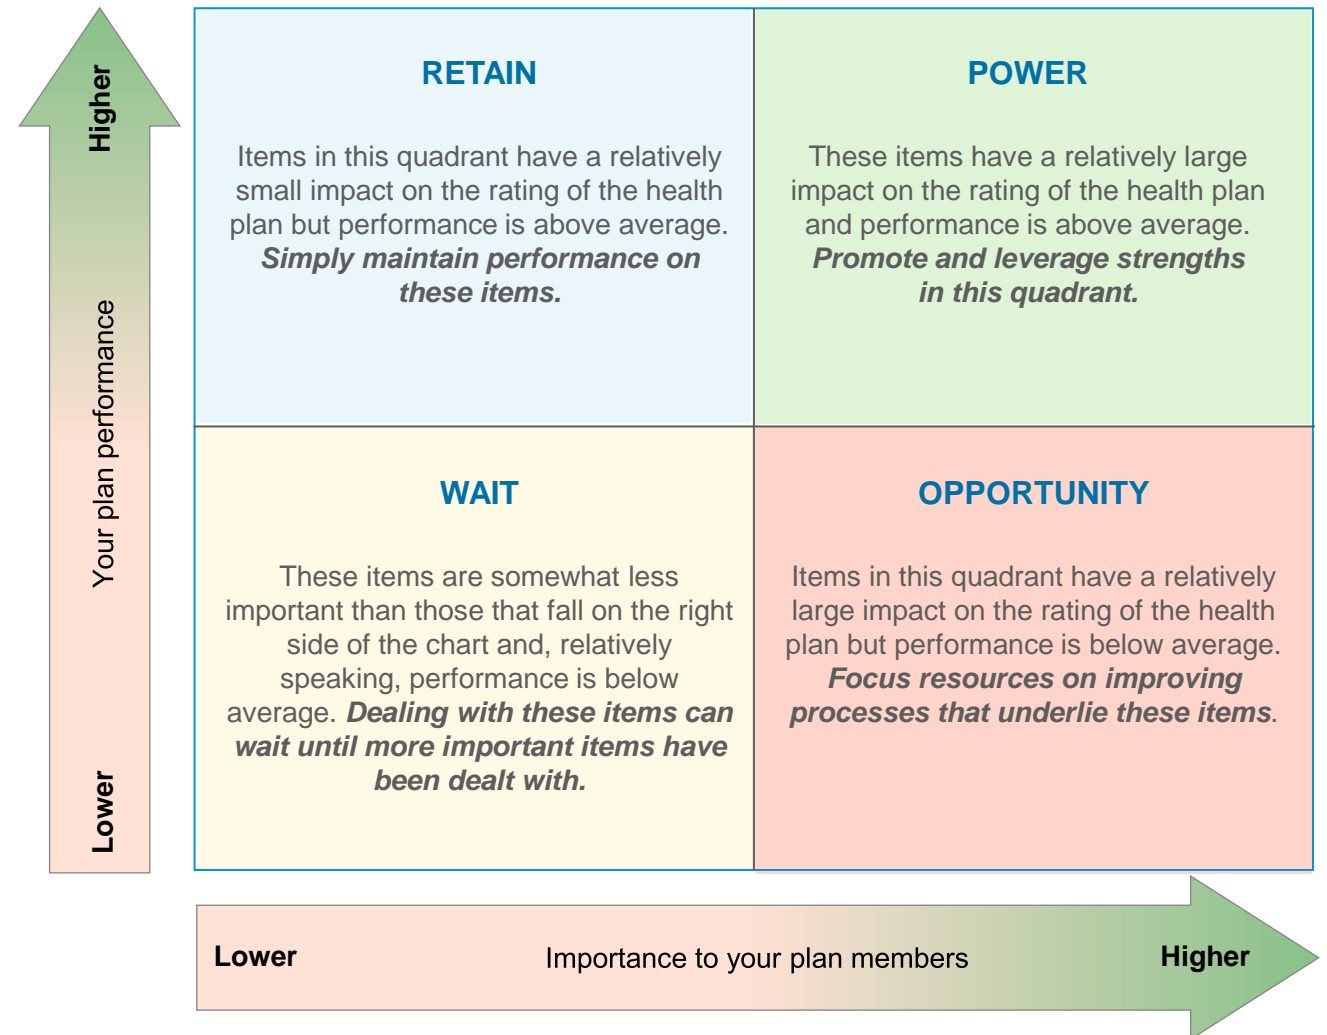 Higher
Your plan performance
Lower
RETAIN
Items in this quadrant have a relatively
small impact on the rating of the health
plan but performance is above average.
Simply maintain performance on
these items.
POWER
These items have a relatively large
impact on the rating of the health plan
and performance is above average.
Promote and leverage strengths
in this quadrant.
WAIT
These items are somewhat less
important than those that fall on the right
side of the chart and, relatively
speaking, performance is below
average. Dealing with these items can
wait until more important items have
been dealt with.
OPPORTUNITY
Items in this quadrant have a relatively
large impact on the rating of the health
plan but performance is below average.
Focus resources on improving
processes that underlie these items.
Lower
Importance to your plan members
Higher